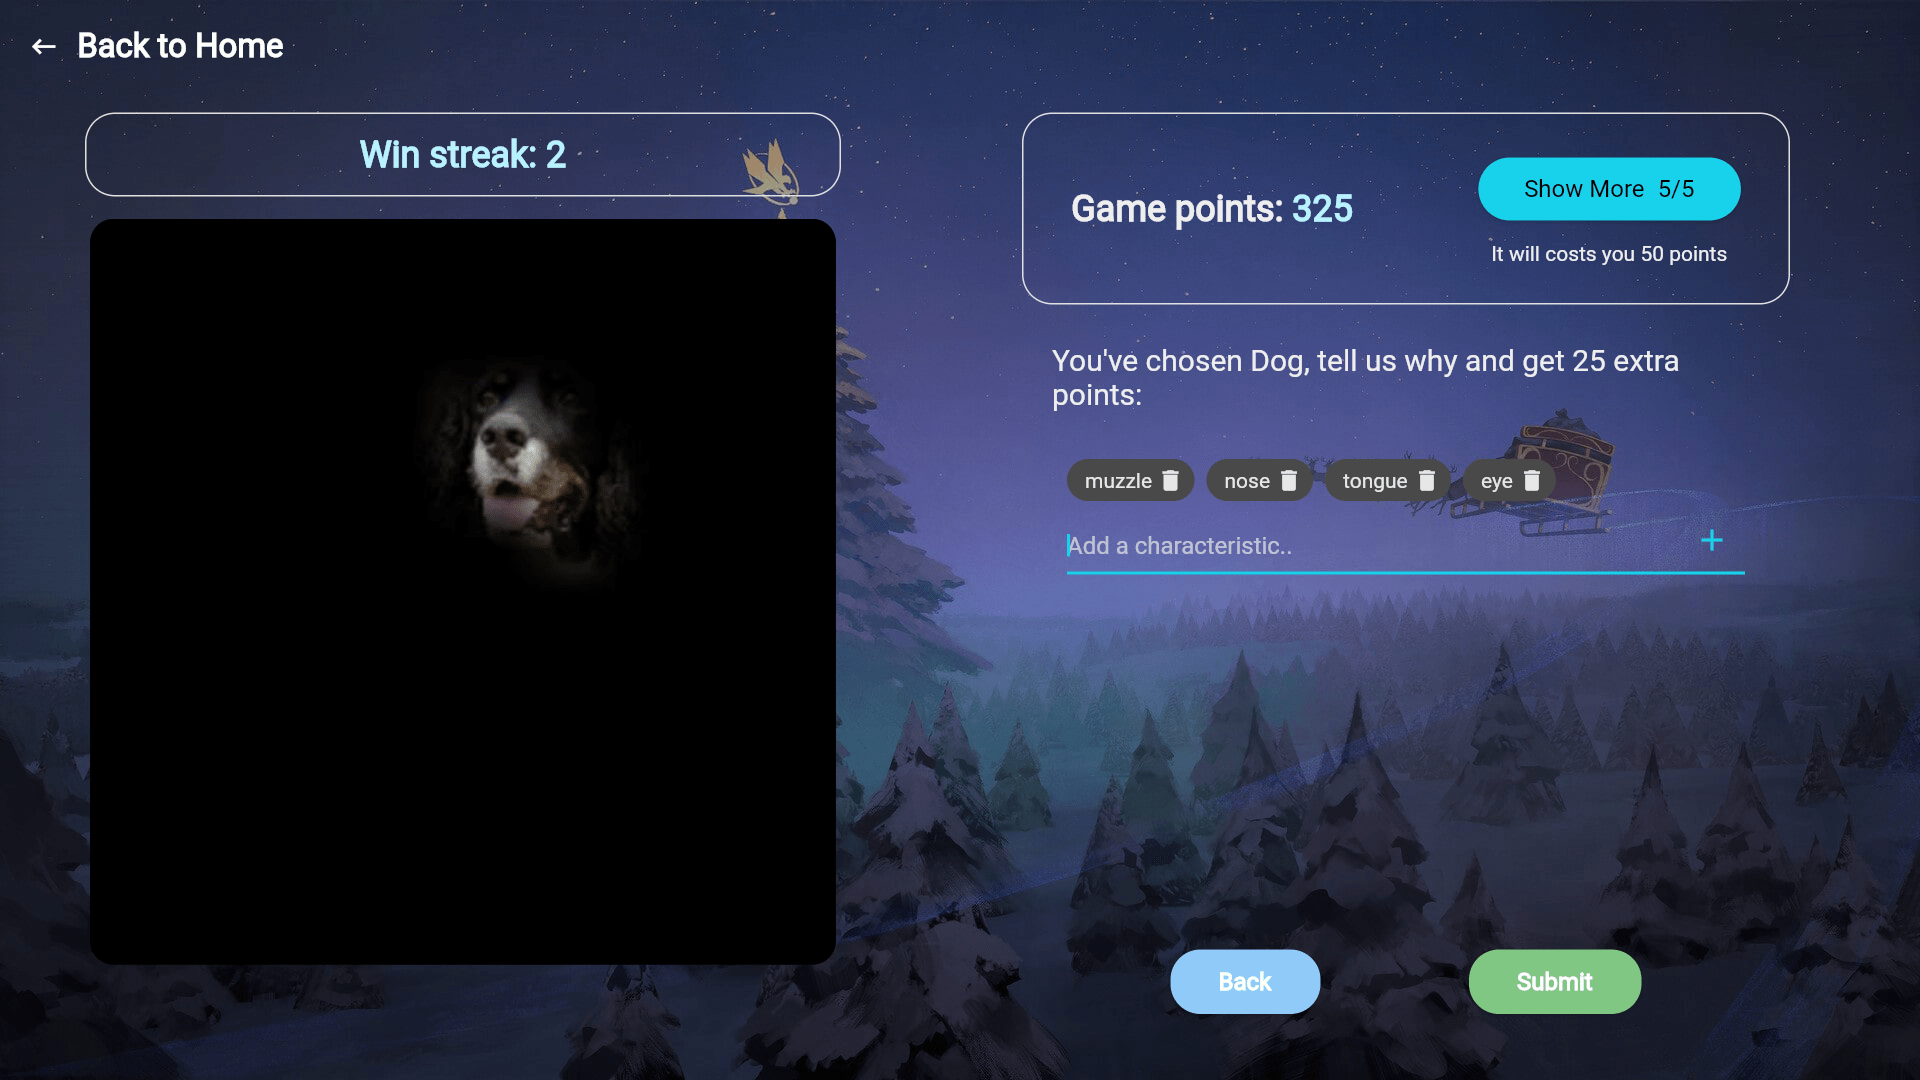 Back to Home
Win streak: 2
Game points: 325
Show More 5/5
It will costs you 50 points
You've chosen Dog, tell us why and get 25 extra
points:
muzzle
nose
tongue
eye
Add a characteristic..
Back
Submit